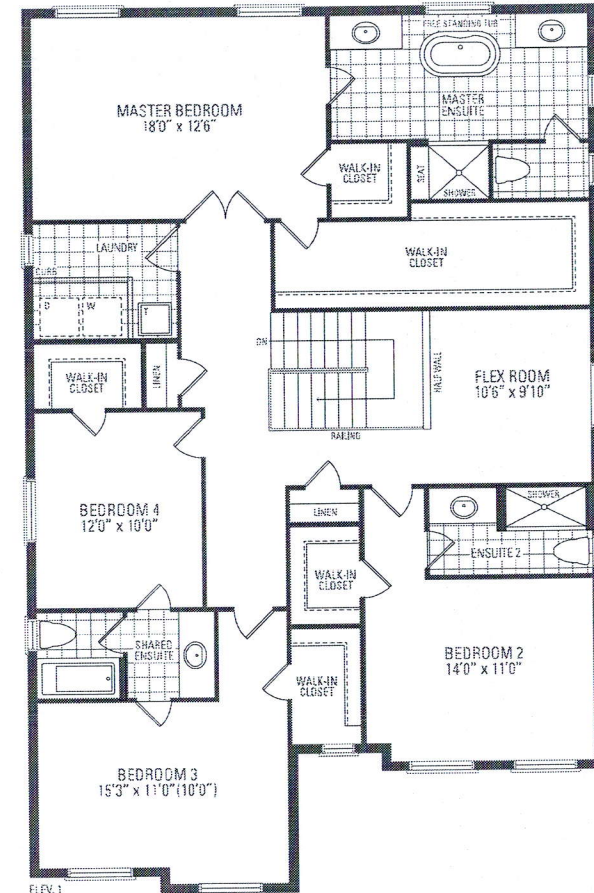 FREE STANDING TUB
MASTER BEDROOM
18'0" x 12'6"
MASTER
ENSUITE
WALK-IN
CLOSET
SEAT
SHOWER
LAUNDRY
WALK-IN
CLOSET
CURB
D
W
T
DN
WALK-IN
CLOSET
LINEN
HALF WALL
FLEX ROOM
10'6" x 9'10"
RAILING
BEDROOM 4
12'0" x 10'0"
LINEN
SHOWER
ENSUITE 2
WALK-IN
CLOSET
SHARED
ENSUITE
BEDROOM 2
14'0" x 11'0"
WALK-IN
CLOSET
BEDROOM 3
15'3" x 11'0"(10'0")
ELEV. 1